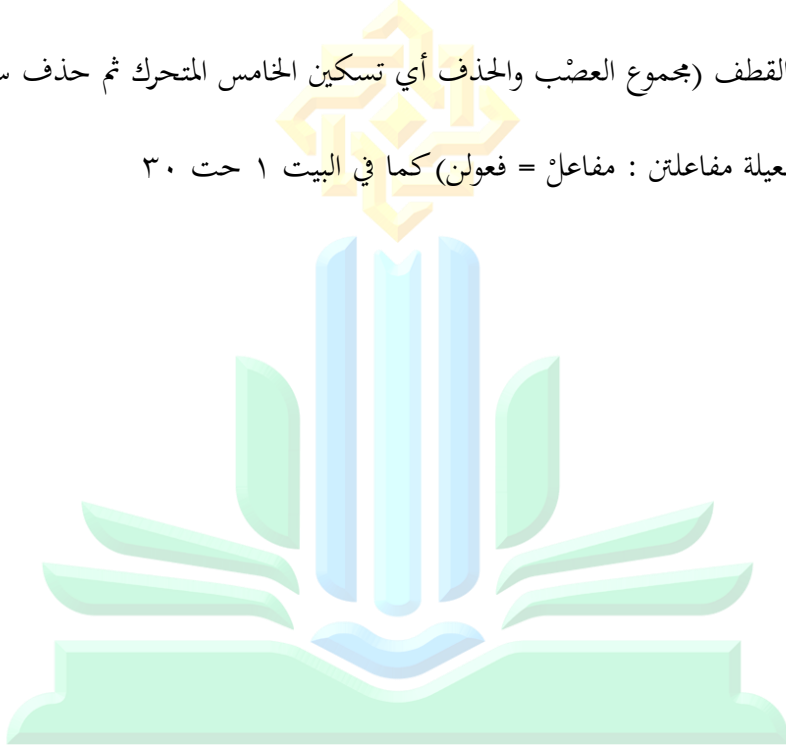 القطف (مجموع العصْب والحذف أي تسكين الخامس المتحرك ثم حذف
عيلة مفاعلتن : مفاعلْ = فعولن) كما في البيت ١ حت ٣٠